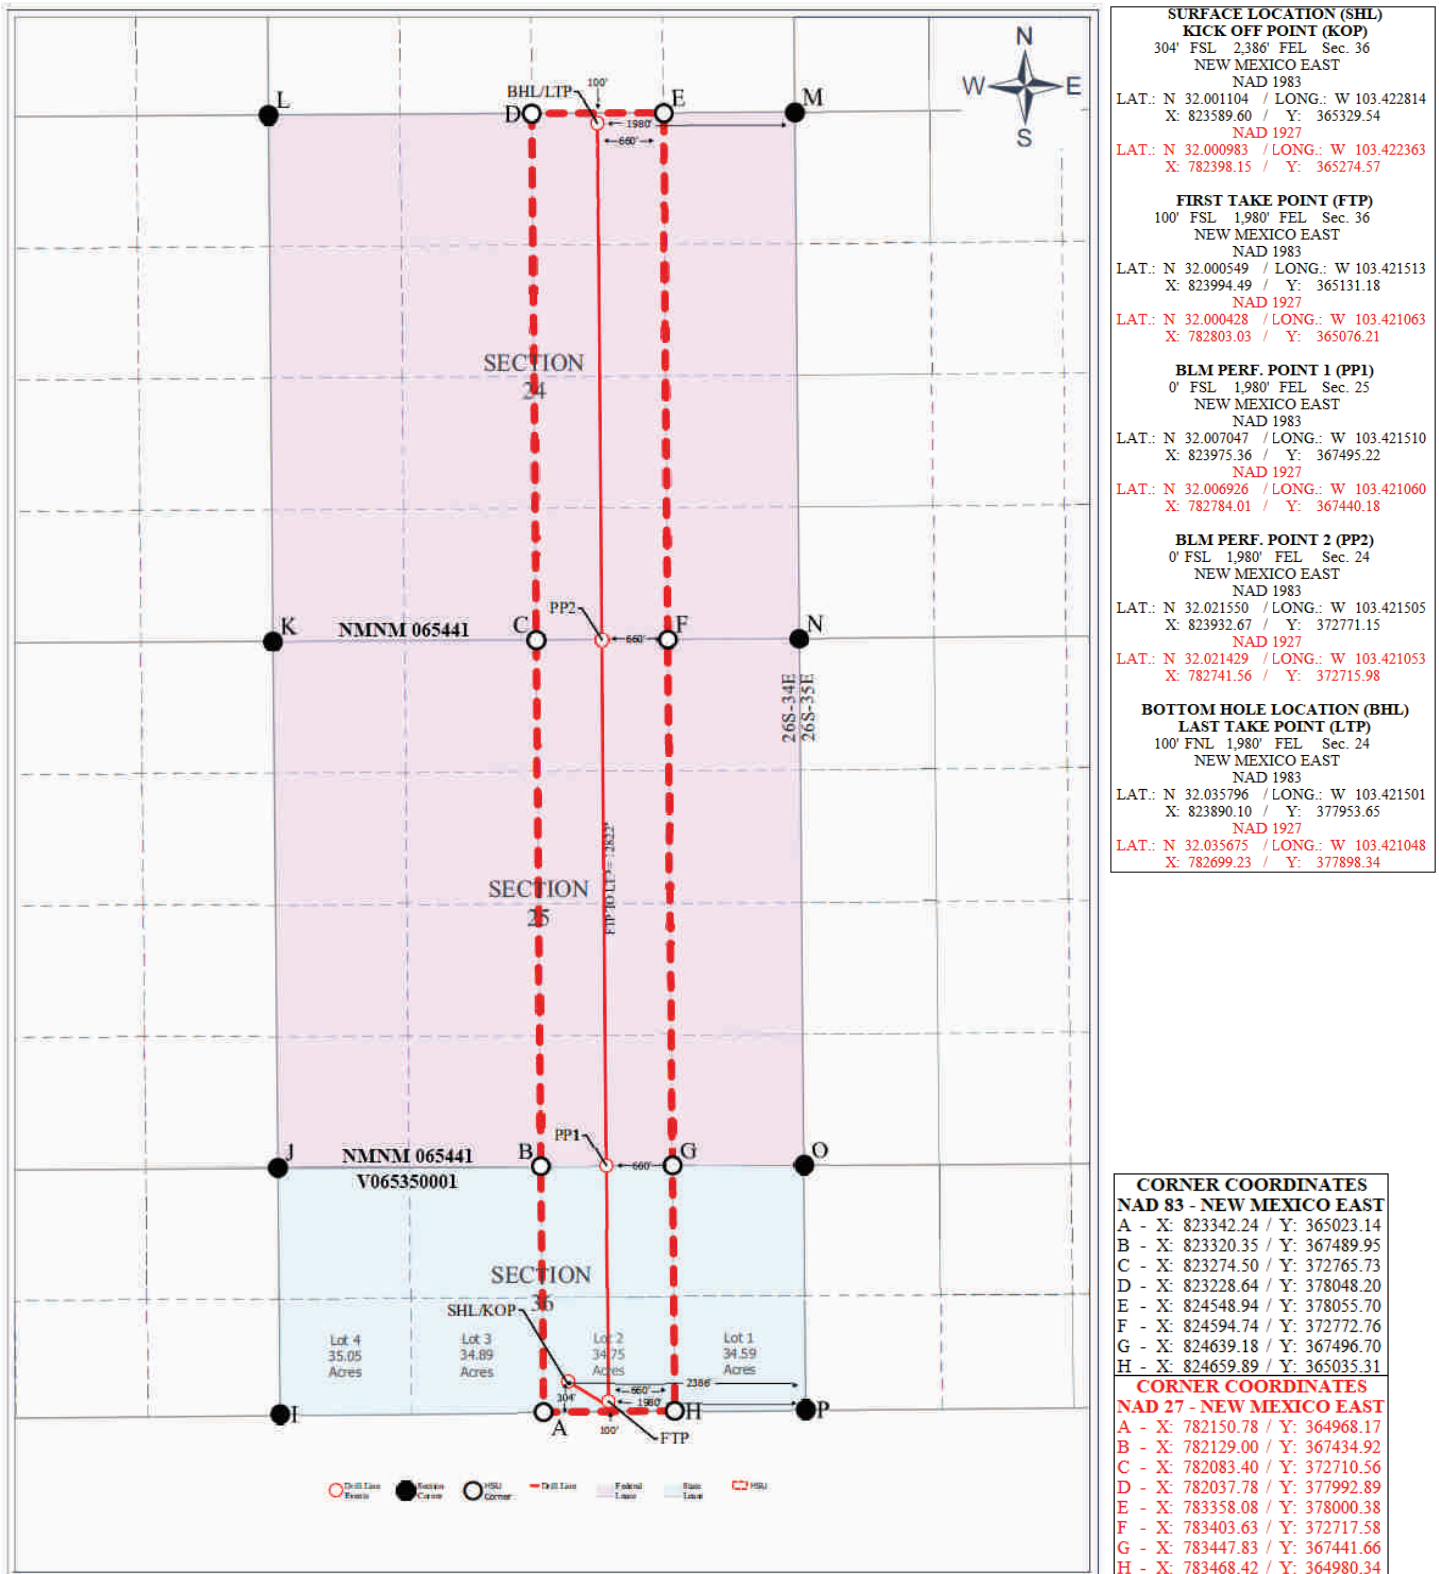 N
W E
S
L
BHL/LTP
100'
D
E
M
1980'
660'
SECTION
24
K
NMNM 065441
C
PP2
660'
F
N
26S-34E
26S-35E
FTP TO LTP = 12822'
SECTION
25
J
NMNM 065441
V065350001
B
PP1
660'
G
O
SECTION
36
SHL/KOP
Lot 4
35.05
Acres
Lot 3
34.89
Acres
Lot 2
34.75
Acres
Lot 1
34.59
Acres
2386'
304'
660'
1980'
I
A
100'
H
P
FTP
Drill Line
Events
Section
Corner
HSU
Corner
Drill Line
Federal
Lease
State
Lease
HSU
SURFACE LOCATION (SHL)
KICK OFF POINT (KOP)
304' FSL 2,386' FEL Sec. 36
NEW MEXICO EAST
NAD 1983
LAT.: N 32.001104 / LONG.: W 103.422814
X: 823589.60 / Y: 365329.54
NAD 1927
LAT.: N 32.000983 / LONG.: W 103.422363
X: 782398.15 / Y: 365274.57
FIRST TAKE POINT (FTP)
100' FSL 1,980' FEL Sec. 36
NEW MEXICO EAST
NAD 1983
LAT.: N 32.000549 / LONG.: W 103.421513
X: 823994.49 / Y: 365131.18
NAD 1927
LAT.: N 32.000428 / LONG.: W 103.421063
X: 782803.03 / Y: 365076.21
BLM PERF. POINT 1 (PP1)
0' FSL 1,980' FEL Sec. 25
NEW MEXICO EAST
NAD 1983
LAT.: N 32.007047 / LONG.: W 103.421510
X: 823975.36 / Y: 367495.22
NAD 1927
LAT.: N 32.006926 / LONG.: W 103.421060
X: 782784.01 / Y: 367440.18
BLM PERF. POINT 2 (PP2)
0' FSL 1,980' FEL Sec. 24
NEW MEXICO EAST
NAD 1983
LAT.: N 32.021550 / LONG.: W 103.421505
X: 823932.67 / Y: 372771.15
NAD 1927
LAT.: N 32.021429 / LONG.: W 103.421053
X: 782741.56 / Y: 372715.98
BOTTOM HOLE LOCATION (BHL)
LAST TAKE POINT (LTP)
100' FNL 1,980' FEL Sec. 24
NEW MEXICO EAST
NAD 1983
LAT.: N 32.035796 / LONG.: W 103.421501
X: 823890.10 / Y: 377953.65
NAD 1927
LAT.: N 32.035675 / LONG.: W 103.421048
X: 782699.23 / Y: 377898.34
CORNER COORDINATES
NAD 83 - NEW MEXICO EAST
A - X: 823342.24 / Y: 365023.14
B - X: 823320.35 / Y: 367489.95
C - X: 823274.50 / Y: 372765.73
D - X: 823228.64 / Y: 378048.20
E - X: 824548.94 / Y: 378055.70
F - X: 824594.74 / Y: 372772.76
G - X: 824639.18 / Y: 367496.70
H - X: 824659.89 / Y: 365035.31
CORNER COORDINATES
NAD 27 - NEW MEXICO EAST
A - X: 782150.78 / Y: 364968.17
B - X: 782129.00 / Y: 367434.92
C - X: 782083.40 / Y: 372710.56
D - X: 782037.78 / Y: 377992.89
E - X: 783358.08 / Y: 378000.38
F - X: 783403.63 / Y: 372717.58
G - X: 783447.83 / Y: 367441.66
H - X: 783468.42 / Y: 364980.34